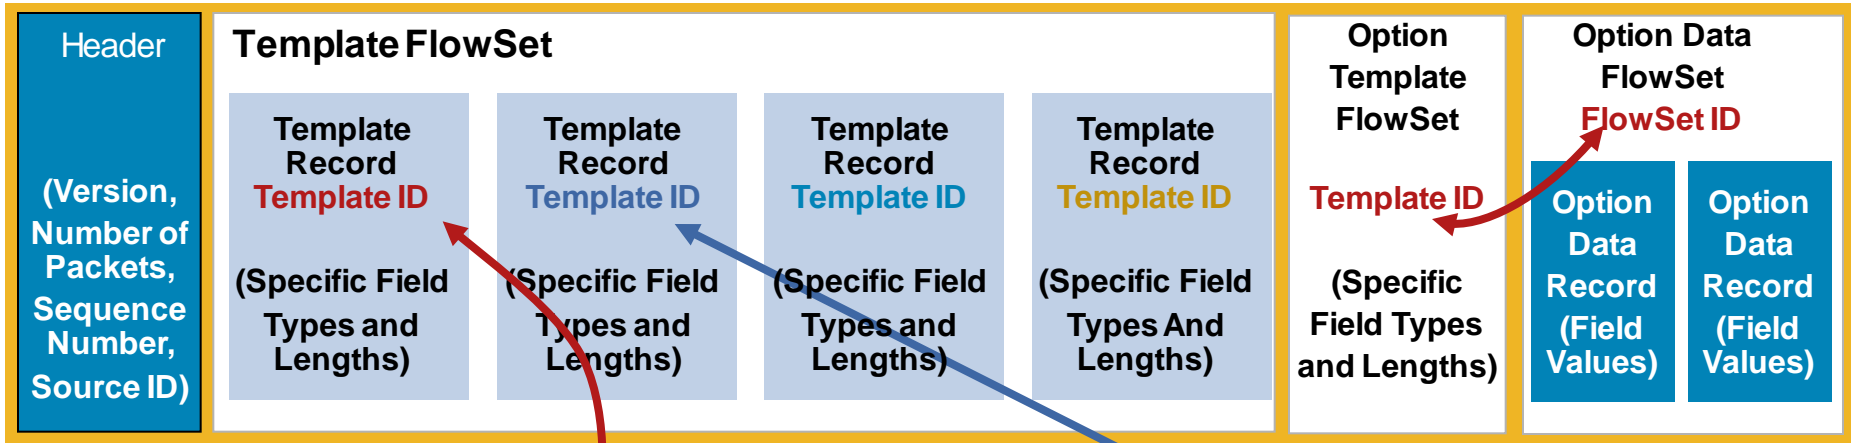 Header
(Version,
Number of
Packets,
Sequence
Number,
Source ID)
Template FlowSet
Template
Record
Template ID
(Specific Field
Types and
Lengths)
Template
Record
Template ID
(Specific Field
Types and
Lengths)
Template
Record
Template ID
(Specific Field
Types and
Lengths)
Template
Record
Template ID
(Specific Field
Types And
Lengths)
Option
Template
FlowSet
Template ID
(Specific
Field Types
and Lengths)
Option Data
FlowSet
FlowSet ID
Option
Data
Record
(Field
Values)
Option
Data
Record
(Field
Values)